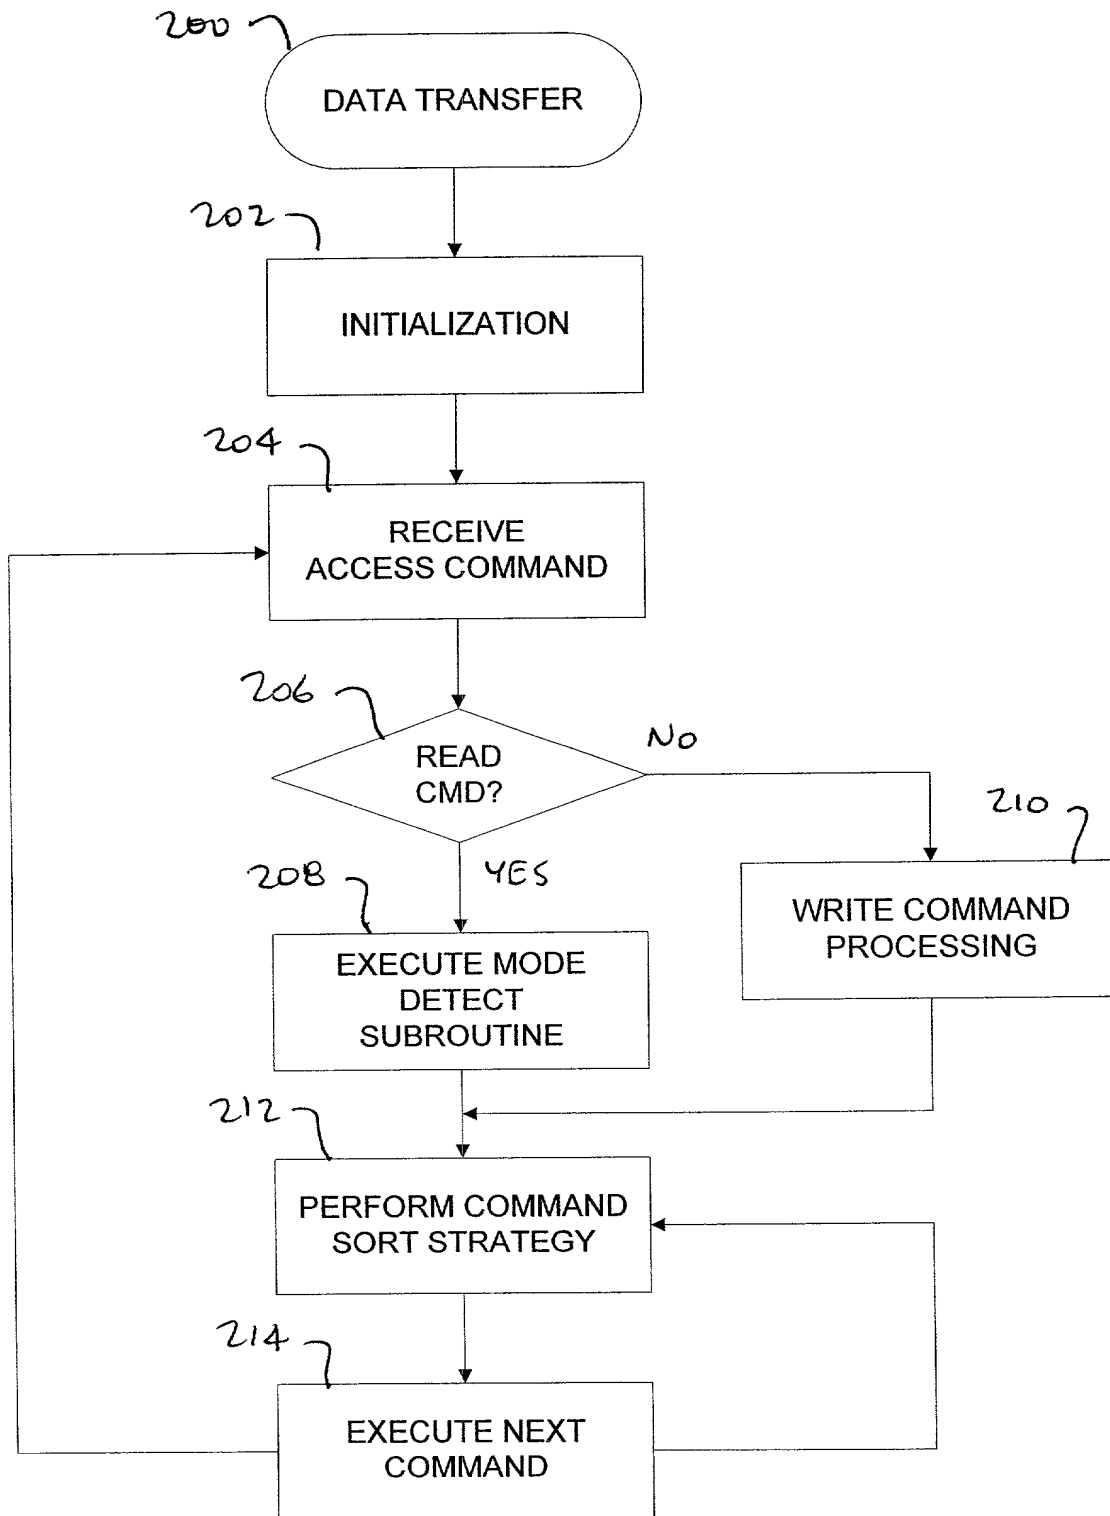 200
DATA TRANSFER
202
INITIALIZATION
204
RECEIVE
ACCESS COMMAND
206
READ
CMD?
NO
YES
208
EXECUTE MODE
DETECT
SUBROUTINE
210
WRITE COMMAND
PROCESSING
212
PERFORM COMMAND
SORT STRATEGY
214
EXECUTE NEXT
COMMAND